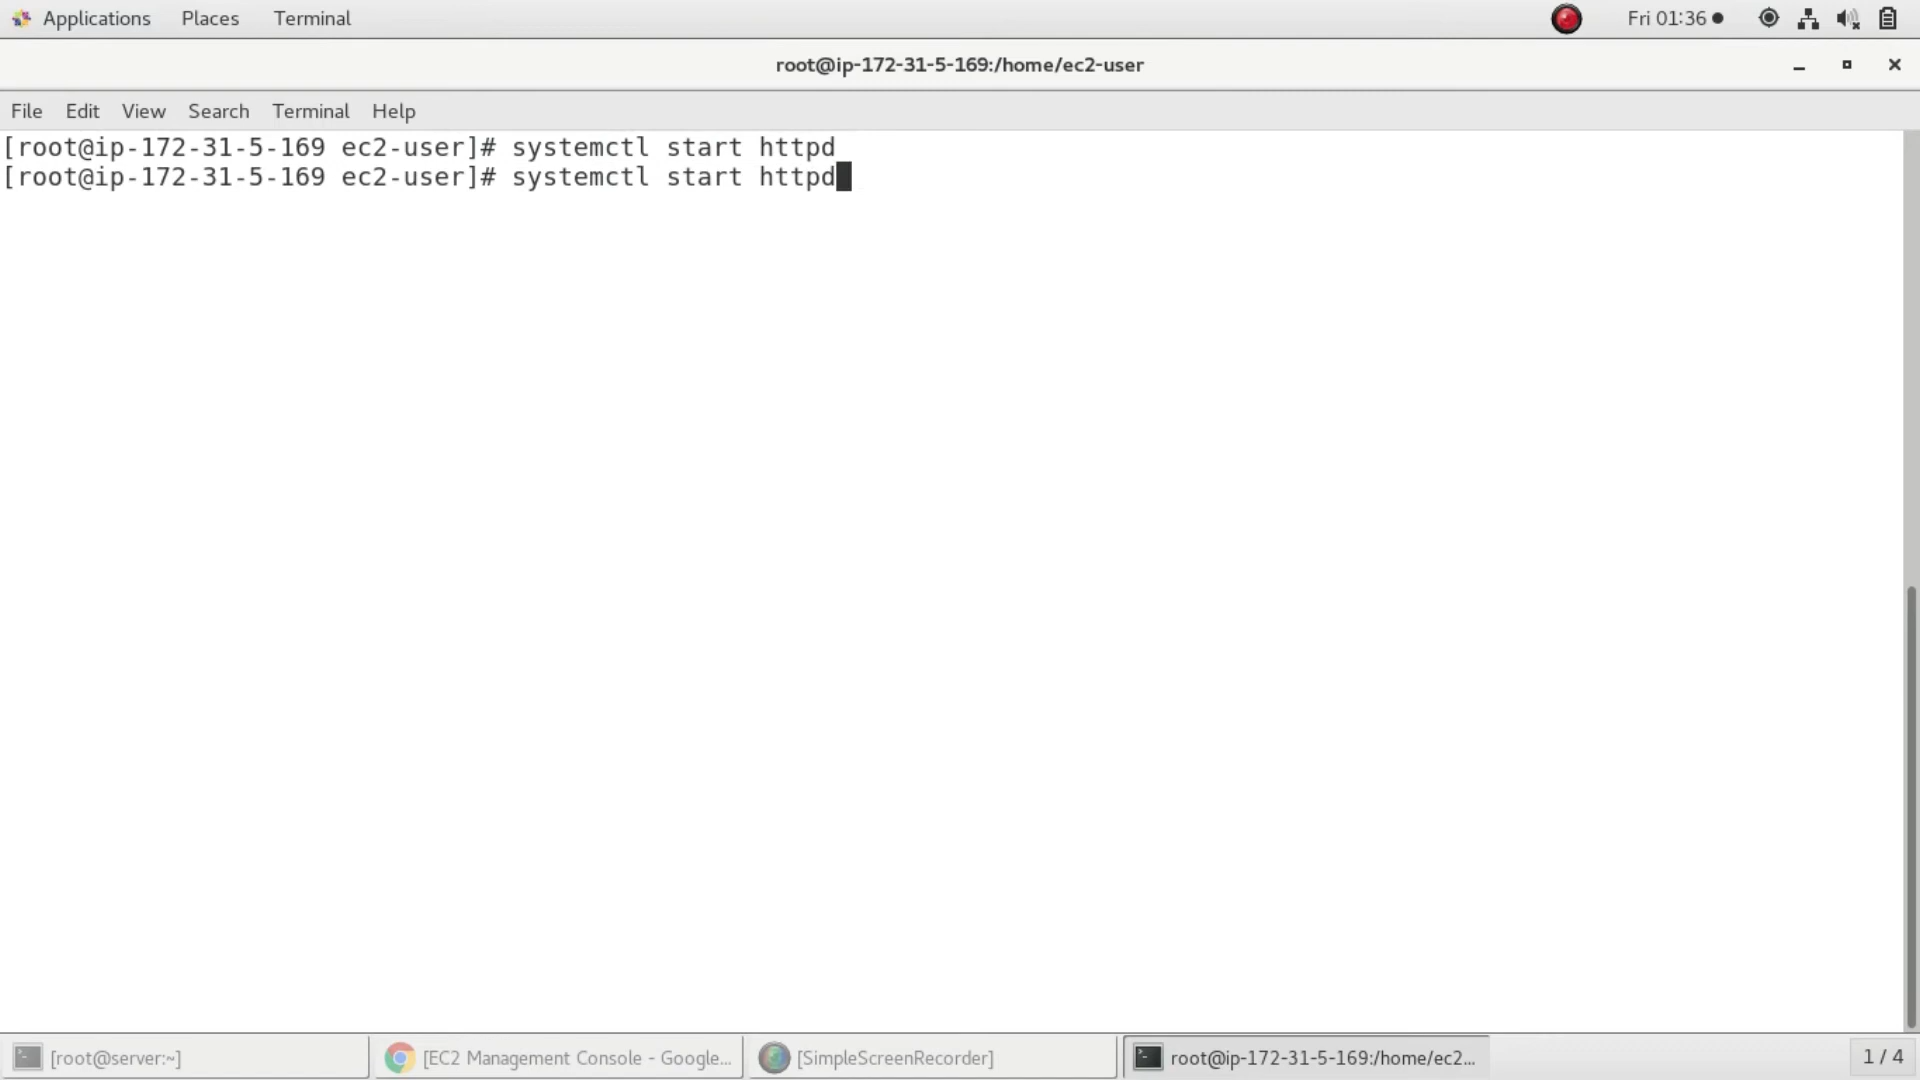 Applications Places Terminal Fri 01:36
root@ip-172-31-5-169:/home/ec2-user
File Edit View Search Terminal Help
[root@ip-172-31-5-169 ec2-user]# systemctl start httpd
[root@ip-172-31-5-169 ec2-user]# systemctl start httpd
[root@server:~] [EC2 Management Console - Google... [SimpleScreenRecorder] root@ip-172-31-5-169:/home/ec2... 1 / 4